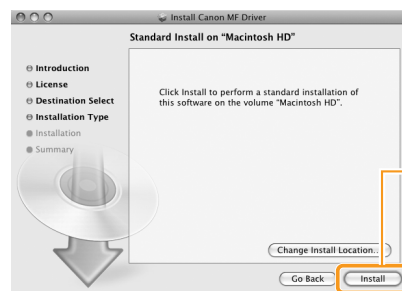 Install Canon MF Driver
Standard Install on “Macintosh HD”
Introduction
License
Destination Select
Installation Type
Installation
Summary
Click Install to perform a standard installation of
this software on the volume “Macintosh HD”.
Change Install Location...
Go Back
Install